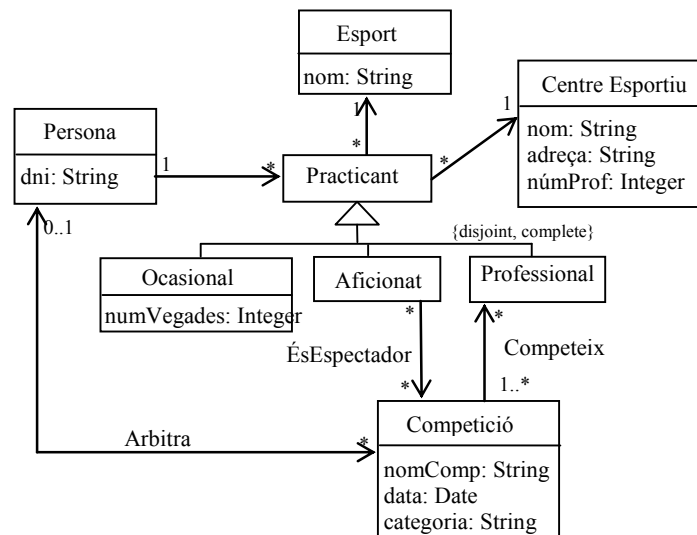 Esport
nom: String
Centre Esportiu
nom: String
adreça: String
númProf: Integer
Persona
dni: String
1
*
1
*
*
1
Practicant
0..1
{disjoint, complete}
Ocasional
numVegades: Integer
Aficionat
Professional
*
*
ÉsEspectador
Competeix
*
1..*
Arbitra
*
Competició
nomComp: String
data: Date
categoria: String